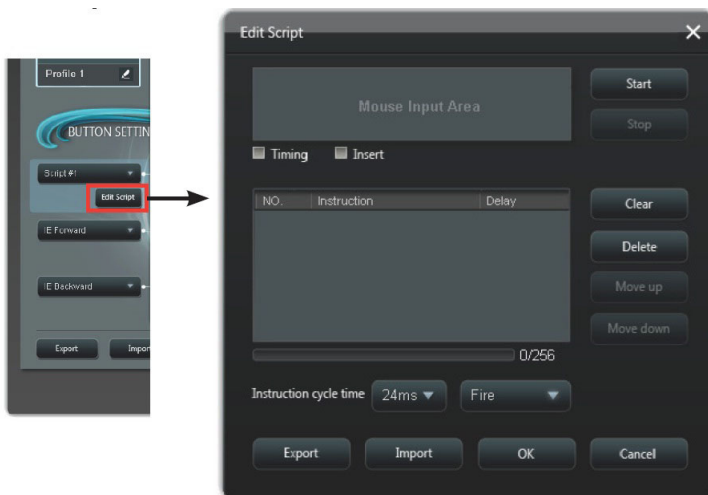 Profile 1
BUTTON SETTIN
Script #1
Edit Script
IE Forward
IE Backward
Export
Impor
Edit Script
Mouse Input Area
Start
Stop
Timing
Insert
NO. Instruction Delay
Clear
Delete
Move up
Move down
0/256
Instruction cycle time 24ms Fire
Export Import OK Cancel